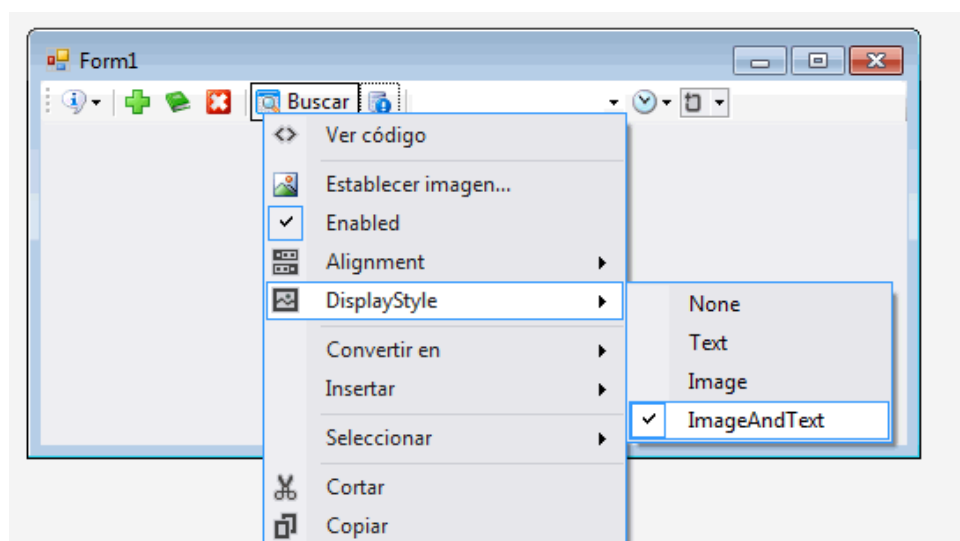 Form1
Buscar
Ver código
Establecer imagen...
Enabled
Alignment
DisplayStyle
None
Convertir en
Text
Insertar
Image
ImageAndText
Seleccionar
Cortar
Copiar